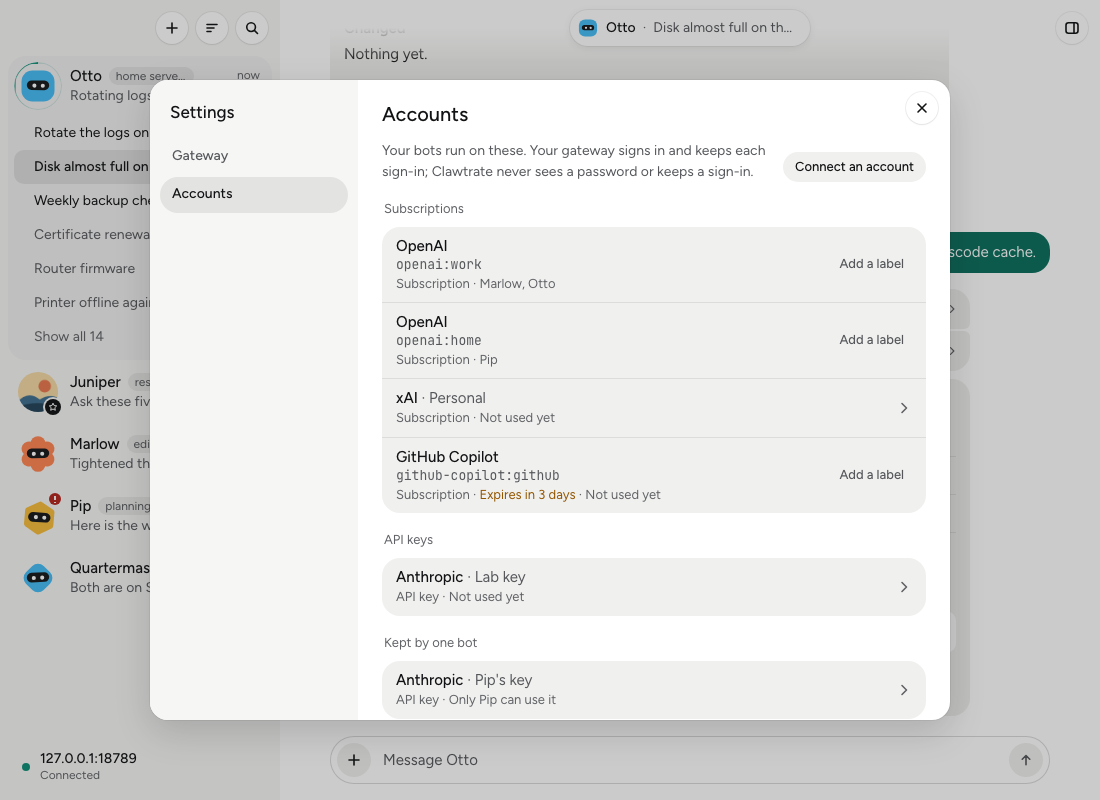 Changed
Nothing yet.
Otto · Disk almost full on th...
Otto home serve... now
Rotating logs
Rotate the logs on
Disk almost full on
Weekly backup che
Certificate renewa
Router firmware
Printer offline again
Show all 14
Juniper res
Ask these fiv
Marlow edi
Tightened th
Pip planning
Here is the w
Quartermas
Both are on S
127.0.0.1:18789
Connected
Settings
Gateway
Accounts
Accounts
Your bots run on these. Your gateway signs in and keeps each
sign-in; Clawtrate never sees a password or keeps a sign-in.
Connect an account
Subscriptions
OpenAI
openai:work
Subscription · Marlow, Otto
Add a label
OpenAI
openai:home
Subscription · Pip
Add a label
xAI · Personal
Subscription · Not used yet
GitHub Copilot
github-copilot:github
Subscription · Expires in 3 days · Not used yet
Add a label
API keys
Anthropic · Lab key
API key · Not used yet
Kept by one bot
Anthropic · Pip's key
API key · Only Pip can use it
scode cache.
Message Otto